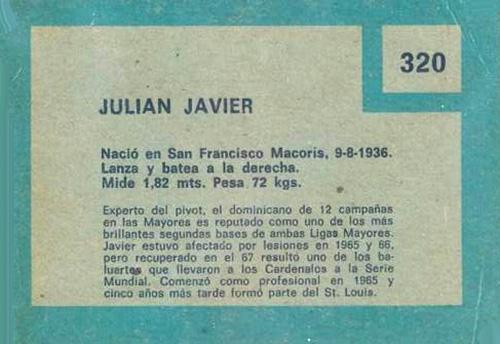 320
JULIAN JAVIER
Nació en San Francisco Macoris, 9-8-1936.
Lanza y batea a la derecha.
Mide 1,82 mts. Pesa 72 kgs.
Experto del pivot, el dominicano de 12 campañas
en las Mayores es reputado como uno de los más
brillantes segundas bases de ambas Ligas Mayores.
Javier estuvo afectado por lesiones en 1965 y 66,
pero recuperado en el 67 resultó uno de los ba-
luartes que llevaron a los Cardenalos a la Serie
Mundial. Comenzó como profesional en 1965 y
cinco años más tarde formó parte del St. Louis.